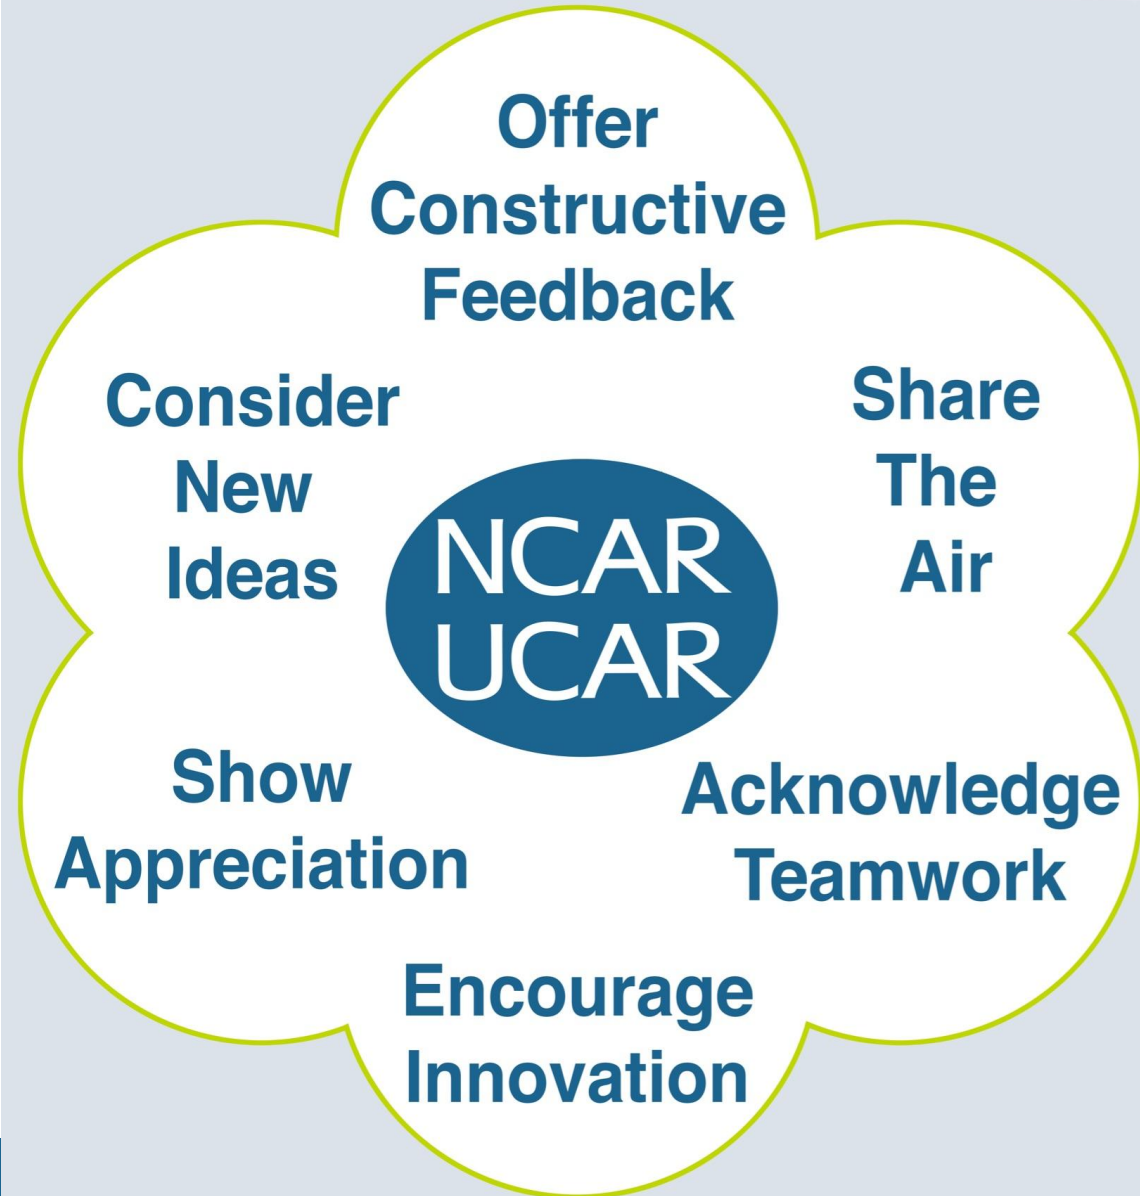 Offer
Constructive
Feedback
Share
The
Air
Acknowledge
Teamwork
Encourage
Innovation
Show
Appreciation
Consider
New
Ideas
NCAR
UCAR